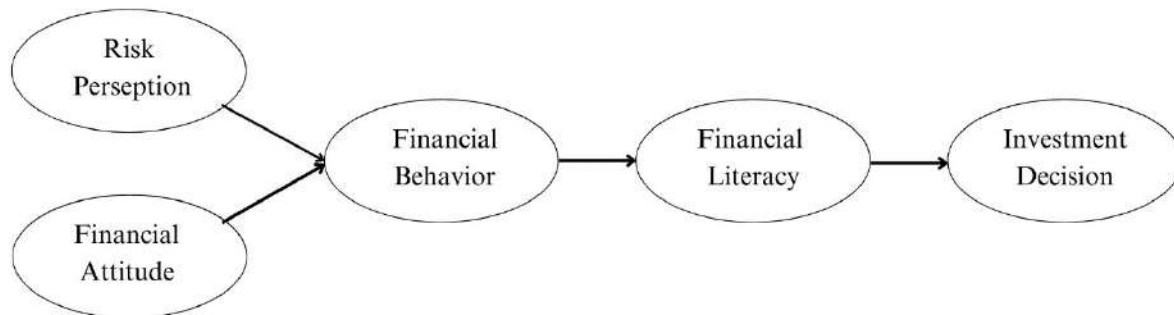 Risk
Perseption
Financial
Attitude
Financial
Behavior
Financial
Literacy
Investment
Decision